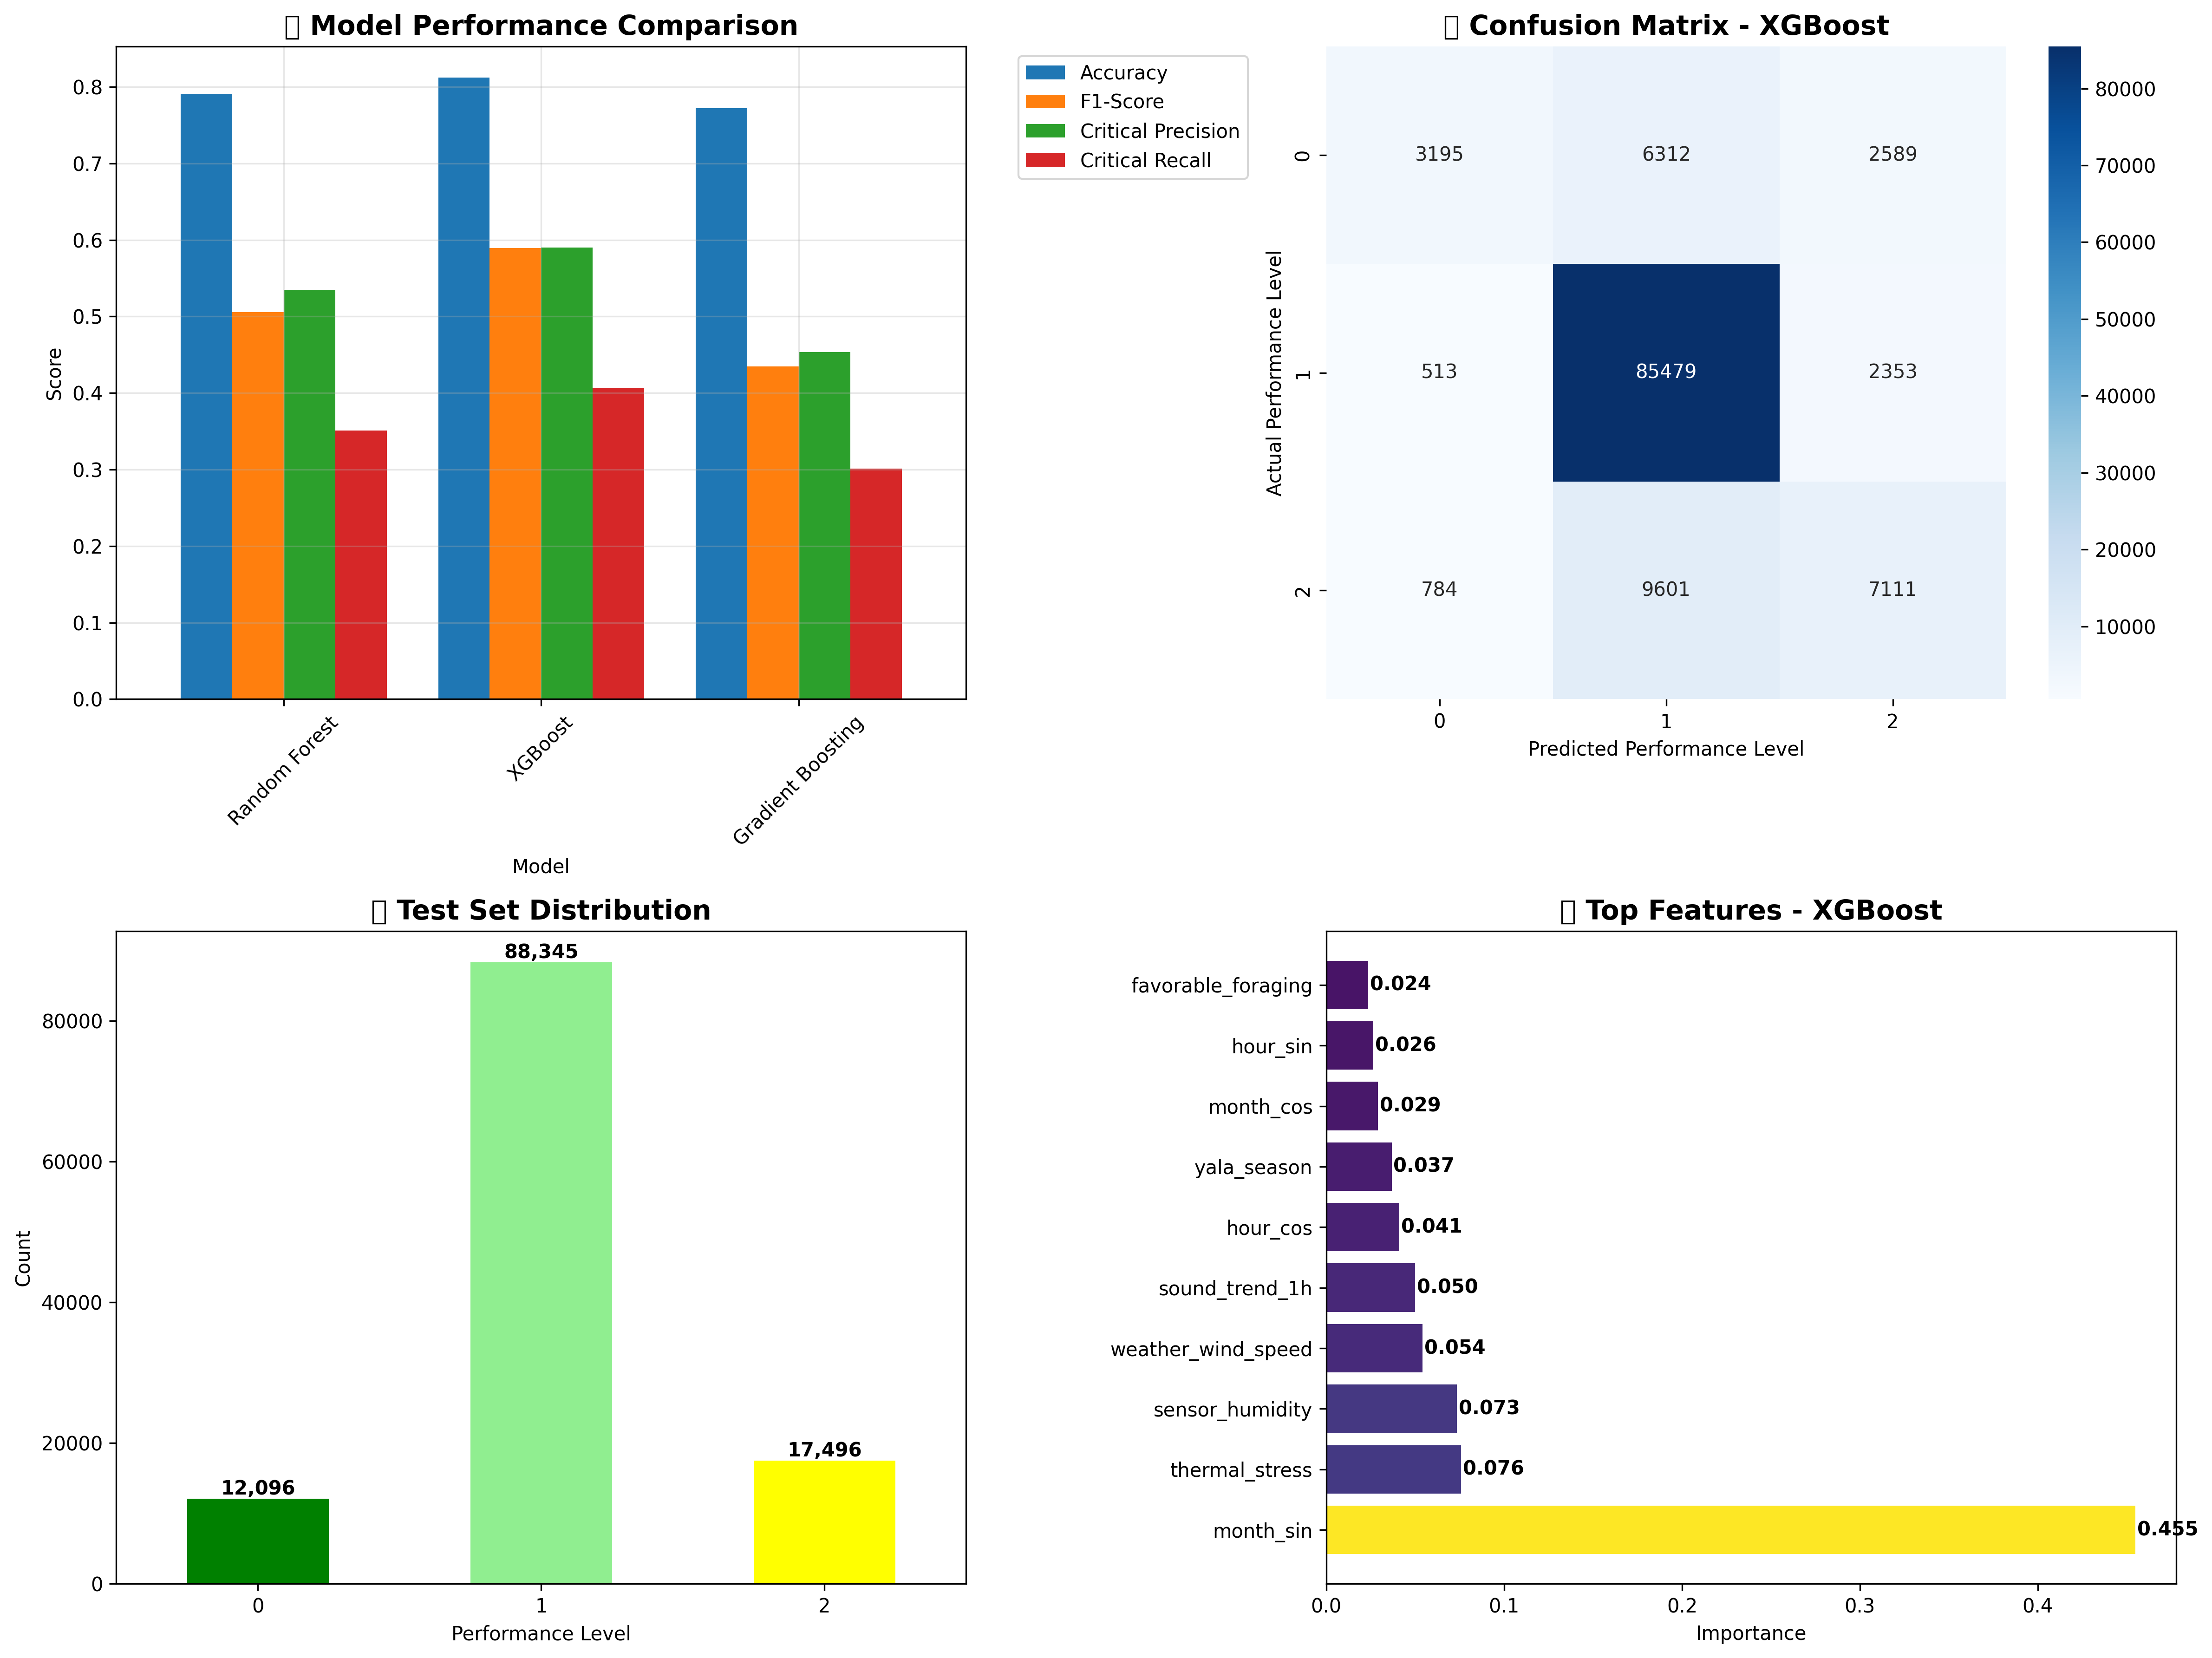 ▯ Model Performance Comparison
0.8
0.7
0.6
0.5
0.4
0.3
0.2
0.1
0.0
Score
Random Forest
XGBoost
Gradient Boosting
Model
Accuracy
F1-Score
Critical Precision
Critical Recall
▯ Confusion Matrix - XGBoost
Actual Performance Level
0
3195 6312 2589
1
513 85479 2353
2
784 9601 7111
0 1 2
Predicted Performance Level
80000
70000
60000
50000
40000
30000
20000
10000
▯ Test Set Distribution
Count
80000
60000
40000
20000
0
12,096
88,345
17,496
0 1 2
Performance Level
▯ Top Features - XGBoost
favorable_foraging 0.024
hour_sin 0.026
month_cos 0.029
yala_season 0.037
hour_cos 0.041
sound_trend_1h 0.050
weather_wind_speed 0.054
sensor_humidity 0.073
thermal_stress 0.076
month_sin 0.455
0.0 0.1 0.2 0.3 0.4
Importance